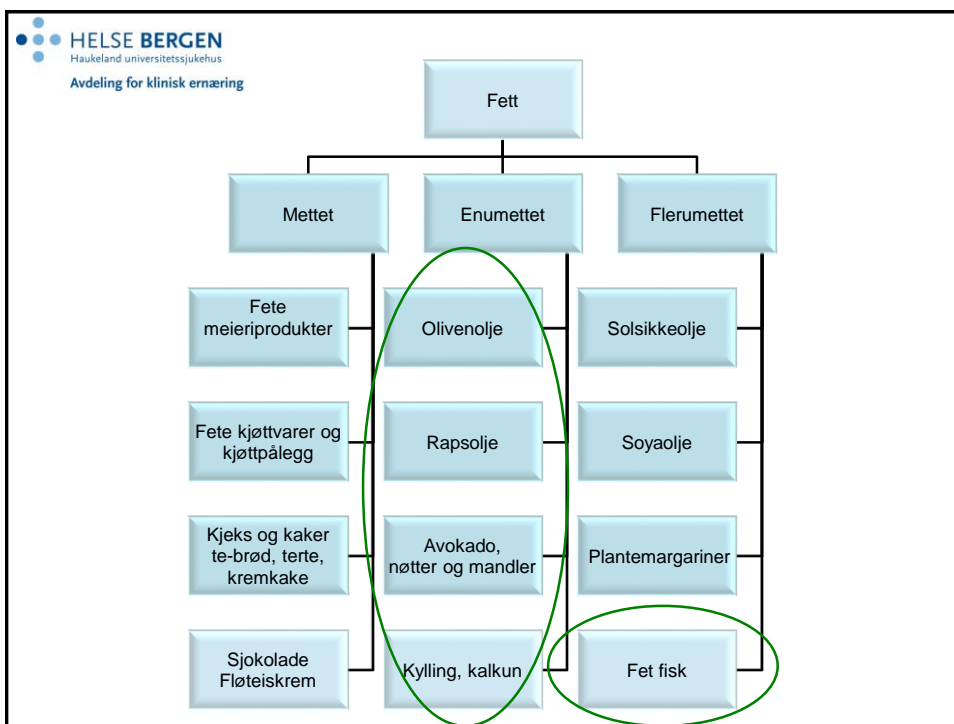 HELSE BERGEN
Haukeland universitetssjukehus
Avdeling for klinisk ernæring
Fett
Mettet
Enumettet
Flerumettet
Fete
meieriprodukter
Olivenolje
Solsikkeolje
Fete kjøttvarer og
kjøttpålegg
Rapsolje
Soyaolje
Kjeks og kaker
te-brød, terte,
kremkake
Avokado,
nøtter og mandler
Plantemargariner
Sjokolade
Fløteiskrem
Kylling, kalkun
Fet fisk